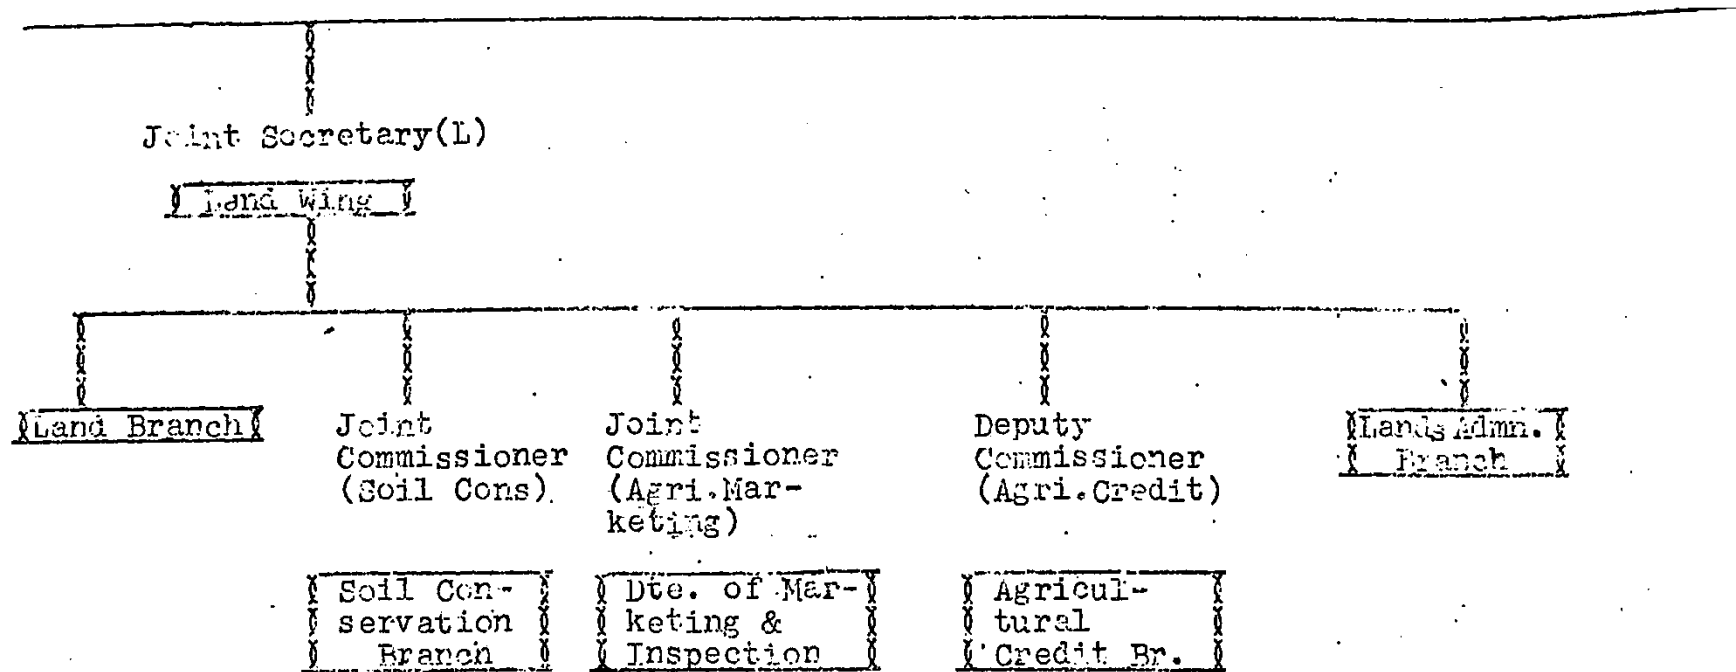 Joint Secretary(L)
Land Wing
Land Branch
Joint
Commissioner
(Soil Cons).
Joint
Commissioner
(Agri.Mar-
keting)
Deputy
Commissioner
(Agri.Credit)
Lands Admn.
Branch
Soil Con-
servation
Branch
Dte. of Mar-
keting &
Inspection
Agricul-
tural
Credit Br.